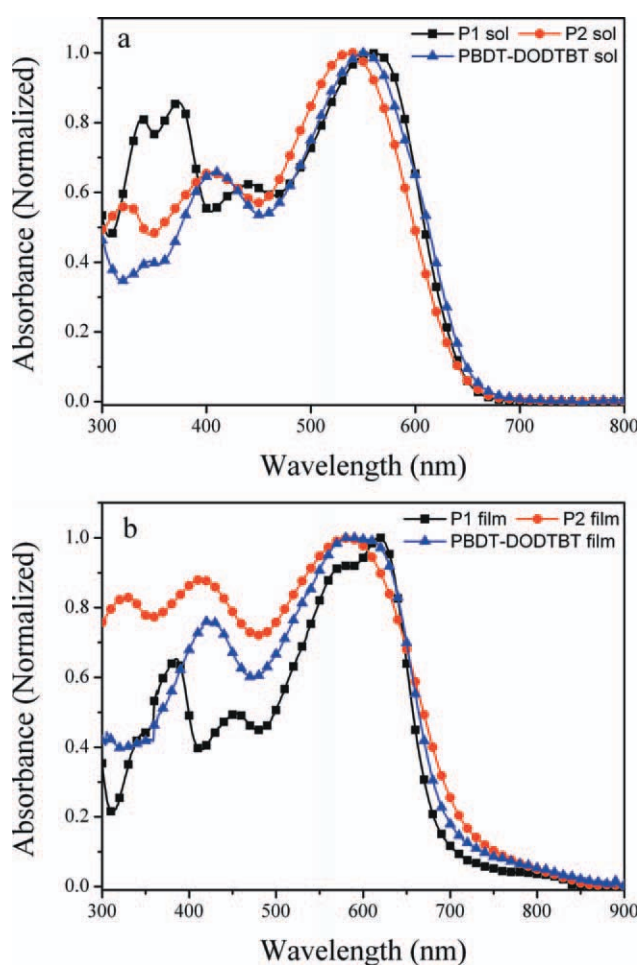 a
P1 sol P2 sol
PBDT-DODTBT sol
1.0
0.8
0.6
0.4
0.2
0.0
Absorbance (Normalized)
300 400 500 600 700 800
Wavelength (nm)
b
P1 film P2 film
PBDT-DODTBT film
1.0
0.8
0.6
0.4
0.2
0.0
Absorbance (Normalized)
300 400 500 600 700 800 900
Wavelength (nm)